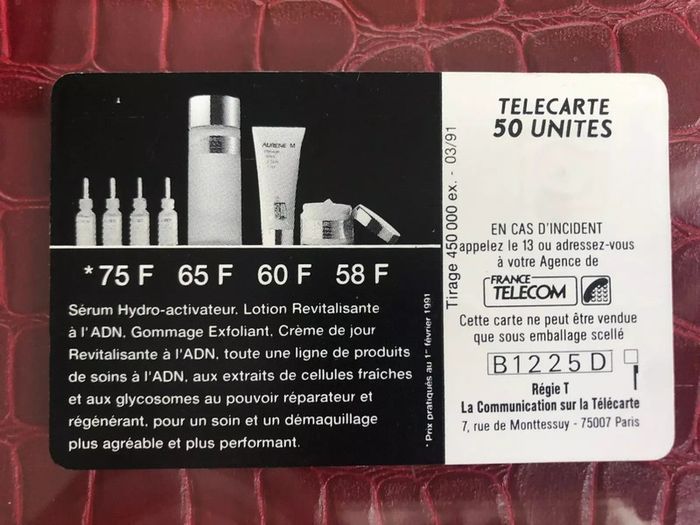 AURENE M
* 75 F 65 F 60 F 58 F
Sérum Hydro-activateur, Lotion Revitalisante
à l'ADN, Gommage Exfoliant, Crème de jour
Revitalisante à l'ADN, toute une ligne de produits
de soins à l'ADN, aux extraits de cellules fraîches
et aux glycosomes au pouvoir réparateur et
régénérant, pour un soin et un démaquillage
plus agréable et plus performant.
* Prix pratiqués au 1er février 1991
Tirage 450 000 ex. - 03/91
TELECARTE
50 UNITES
EN CAS D'INCIDENT
appelez le 13 ou adressez-vous
à votre Agence de
FRANCE
TELECOM
Cette carte ne peut être vendue
que sous emballage scellé
B1225D
Régie T
La Communication sur la Télécarte
7, rue de Monttessuy - 75007 Paris